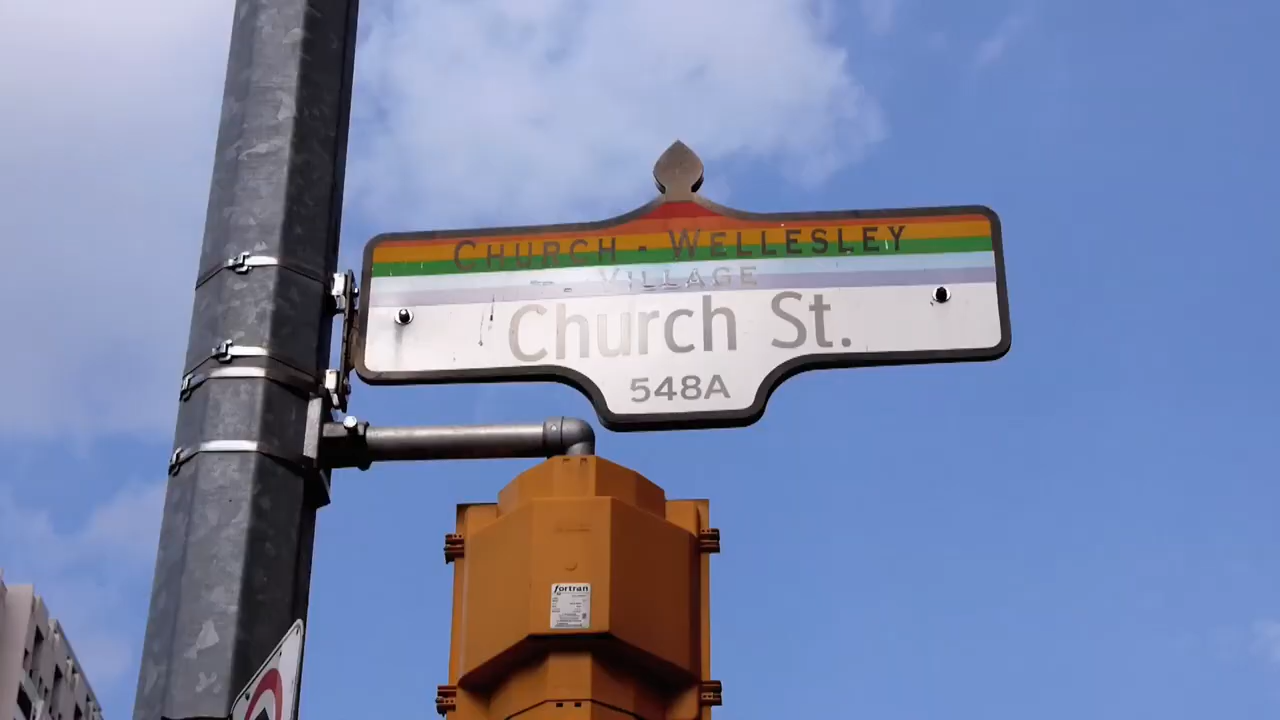 CHURCH - WELLESLEY
VILLAGE
Church St.
548A
fortran